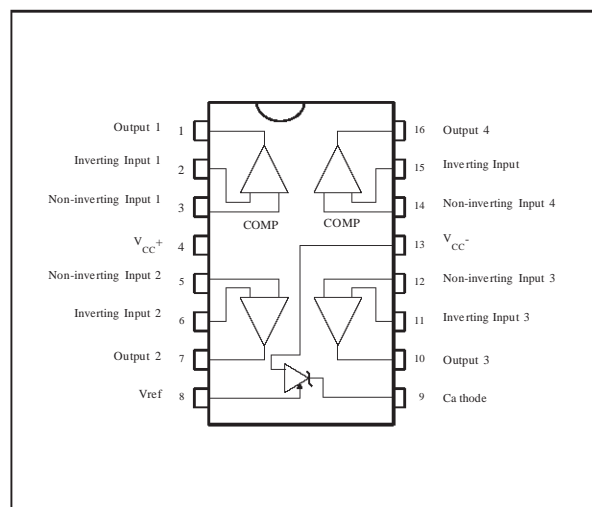 Output 1 1
Inverting Input 1 2
Non-inverting Input 1 3
VCC+ 4
Non-inverting Input 2 5
Inverting Input 2 6
Output 2 7
Vref 8
COMP
COMP
16 Output 4
15 Inverting Input
14 Non-inverting Input 4
13 VCC-
12 Non-inverting Input 3
11 Inverting Input 3
10 Output 3
9 Cathode